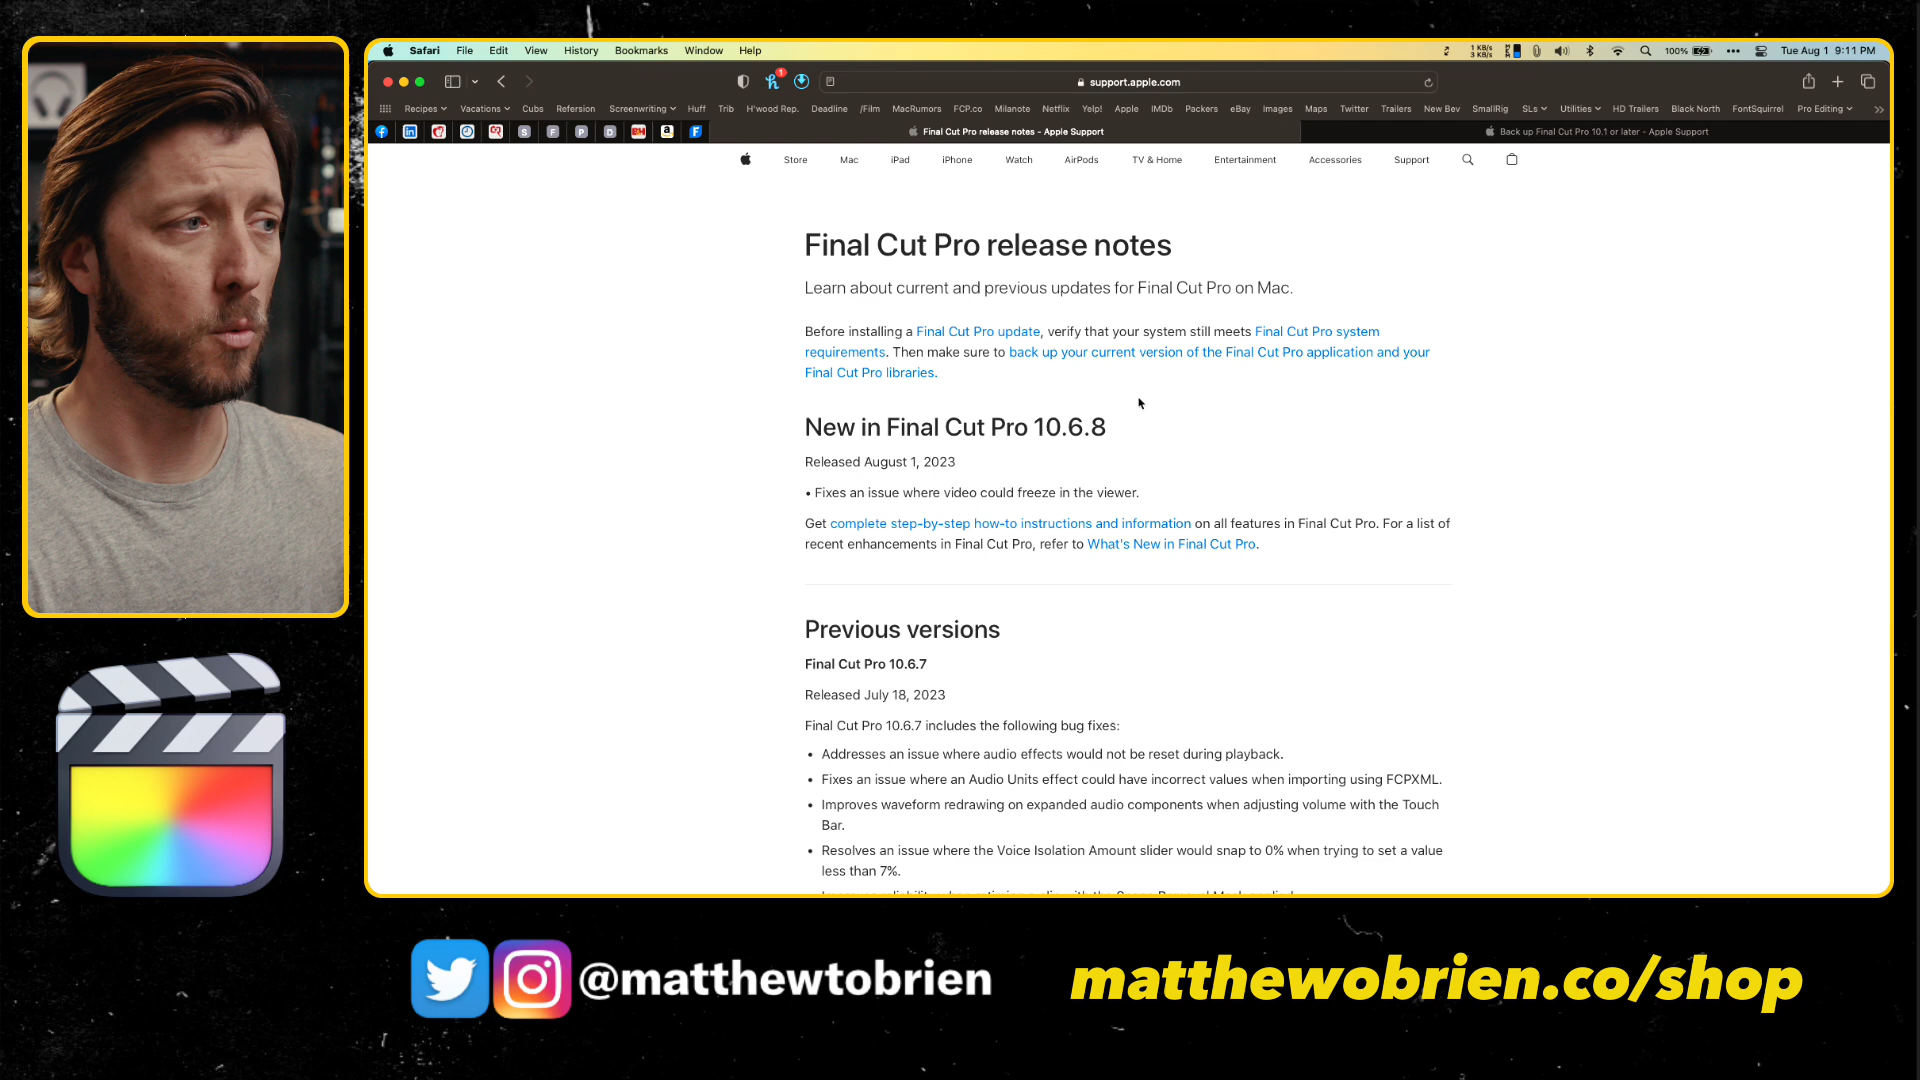 Safari File Edit View History Bookmarks Window Help
1 KB/s
3 KB/s
100%
Tue Aug 1 9:11 PM
1
support.apple.com
Recipes Vacations Cubs Refersion Screenwriting Huff Trib H'wood Rep. Deadline /Film MacRumors FCP.co Milanote Netflix Yelp! Apple IMDb Packers eBay Images Maps Twitter Trailers New Bev SmallRig SLs Utilities HD Trailers Black North FontSquirrel Pro Editing
S F P D
Final Cut Pro release notes - Apple Support
Back up Final Cut Pro 10.1 or later - Apple Support
Store Mac iPad iPhone Watch AirPods TV & Home Entertainment Accessories Support
Final Cut Pro release notes
Learn about current and previous updates for Final Cut Pro on Mac.
Before installing a Final Cut Pro update, verify that your system still meets Final Cut Pro system
requirements. Then make sure to back up your current version of the Final Cut Pro application and your
Final Cut Pro libraries.
New in Final Cut Pro 10.6.8
Released August 1, 2023
• Fixes an issue where video could freeze in the viewer.
Get complete step-by-step how-to instructions and information on all features in Final Cut Pro. For a list of
recent enhancements in Final Cut Pro, refer to What's New in Final Cut Pro.
Previous versions
Final Cut Pro 10.6.7
Released July 18, 2023
Final Cut Pro 10.6.7 includes the following bug fixes:
• Addresses an issue where audio effects would not be reset during playback.
• Fixes an issue where an Audio Units effect could have incorrect values when importing using FCPXML.
• Improves waveform redrawing on expanded audio components when adjusting volume with the Touch
Bar.
• Resolves an issue where the Voice Isolation Amount slider would snap to 0% when trying to set a value
less than 7%.
@matthewtobrien
matthewobrien.co/shop